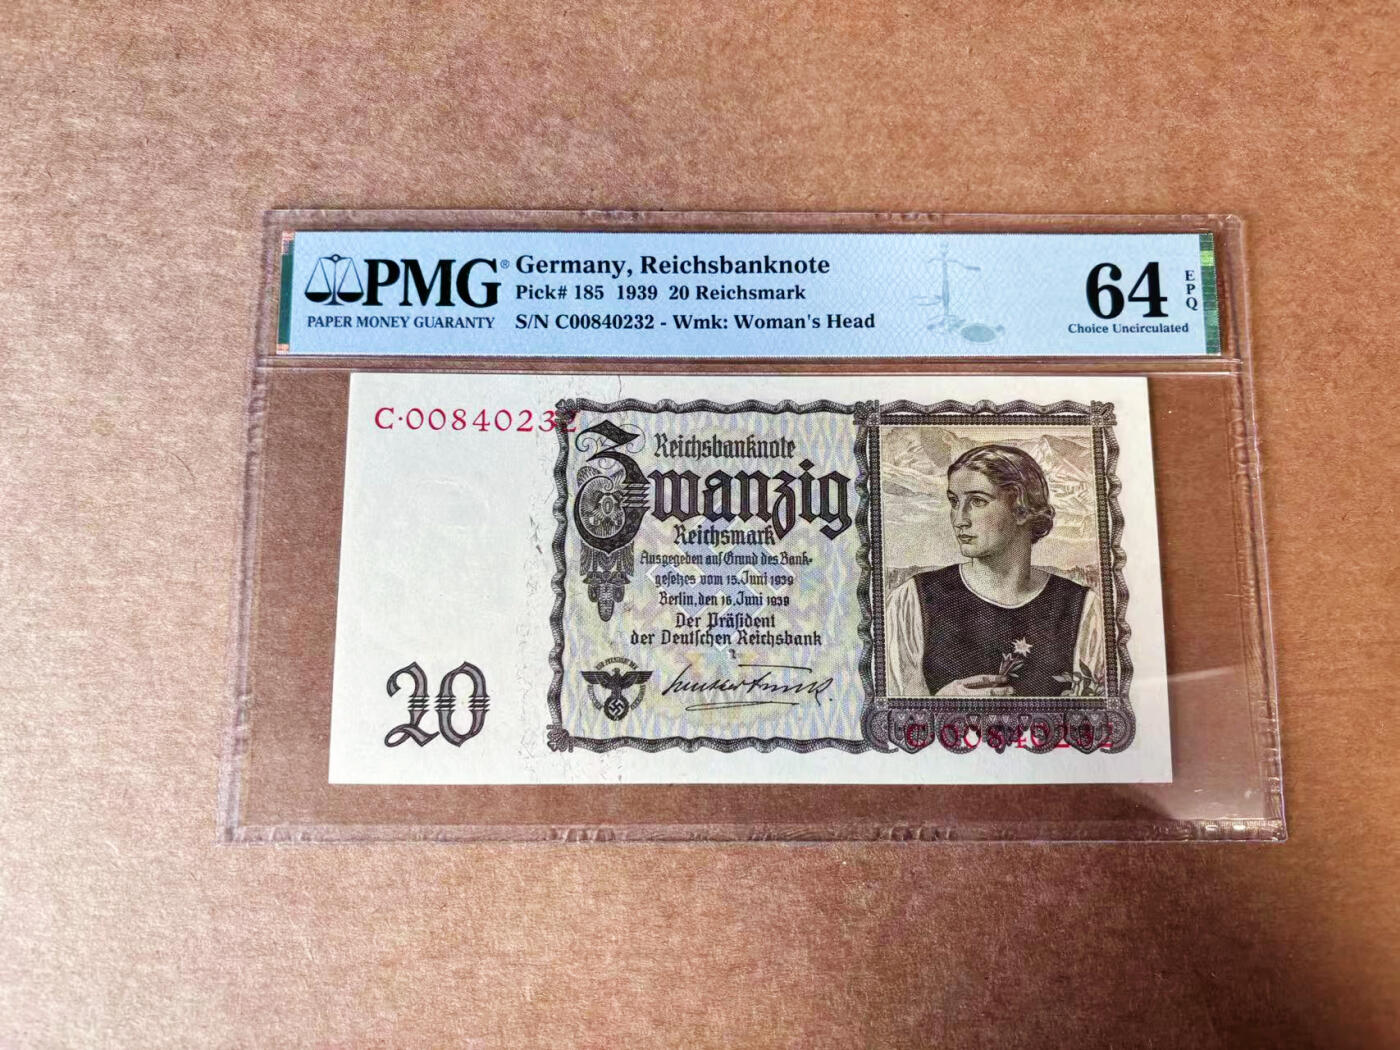 PMG®
PAPER MONEY GUARANTY
Germany, Reichsbanknote
Pick# 185 1939 20 Reichsmark
S/N C00840232 - Wmk: Woman's Head
64
EPQ
Choice Uncirculated
C·00840232
Reichsbanknote
Zwanzig
Reichsmark
Ausgegeben auf Grund des Bank-
gesetzes vom 15. Juni 1939
Berlin, den 16. Juni 1939
Der Präsident
der Deutschen Reichsbank
20
C·00840232